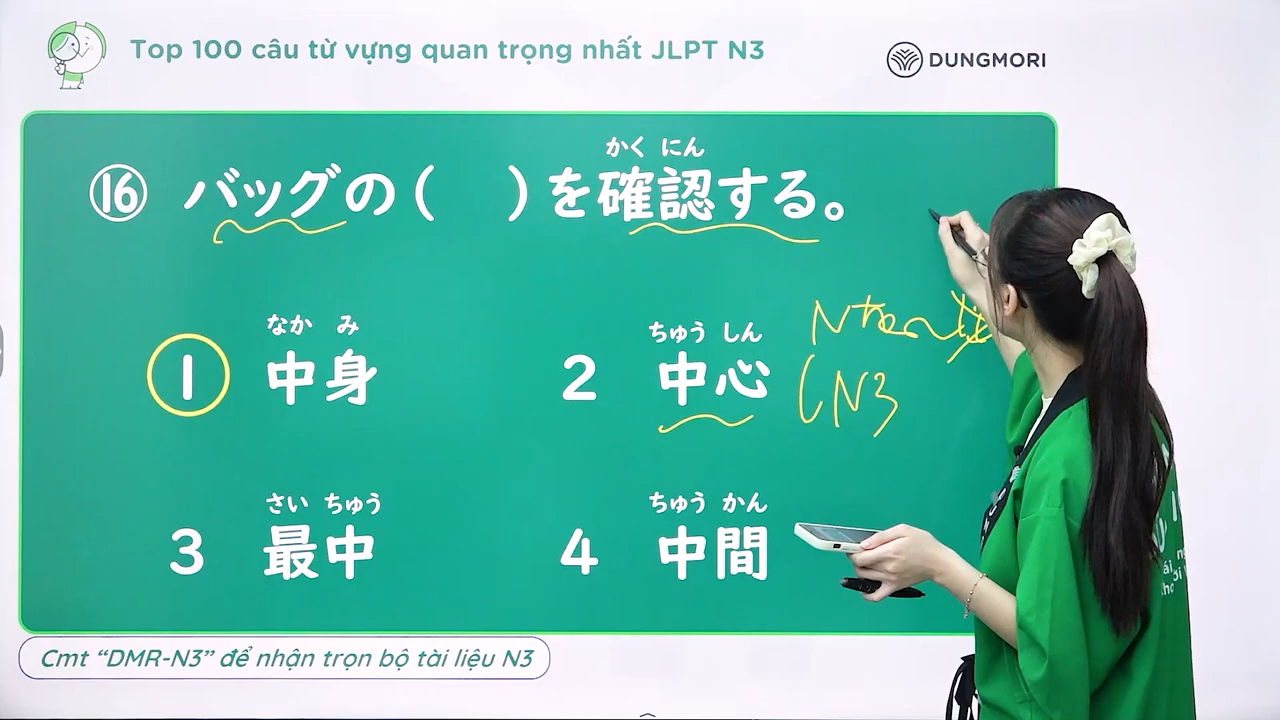 Top 100 câu từ vựng quan trọng nhất JLPT N3
DUNGMORI
かく にん
⑯ バッグの( )を確認する。
なか み
1 中身
ちゅう しん
2 中心
N3
さい ちゅう
3 最中
ちゅう かん
4 中間
Cmt “DMR-N3” để nhận trọn bộ tài liệu N3